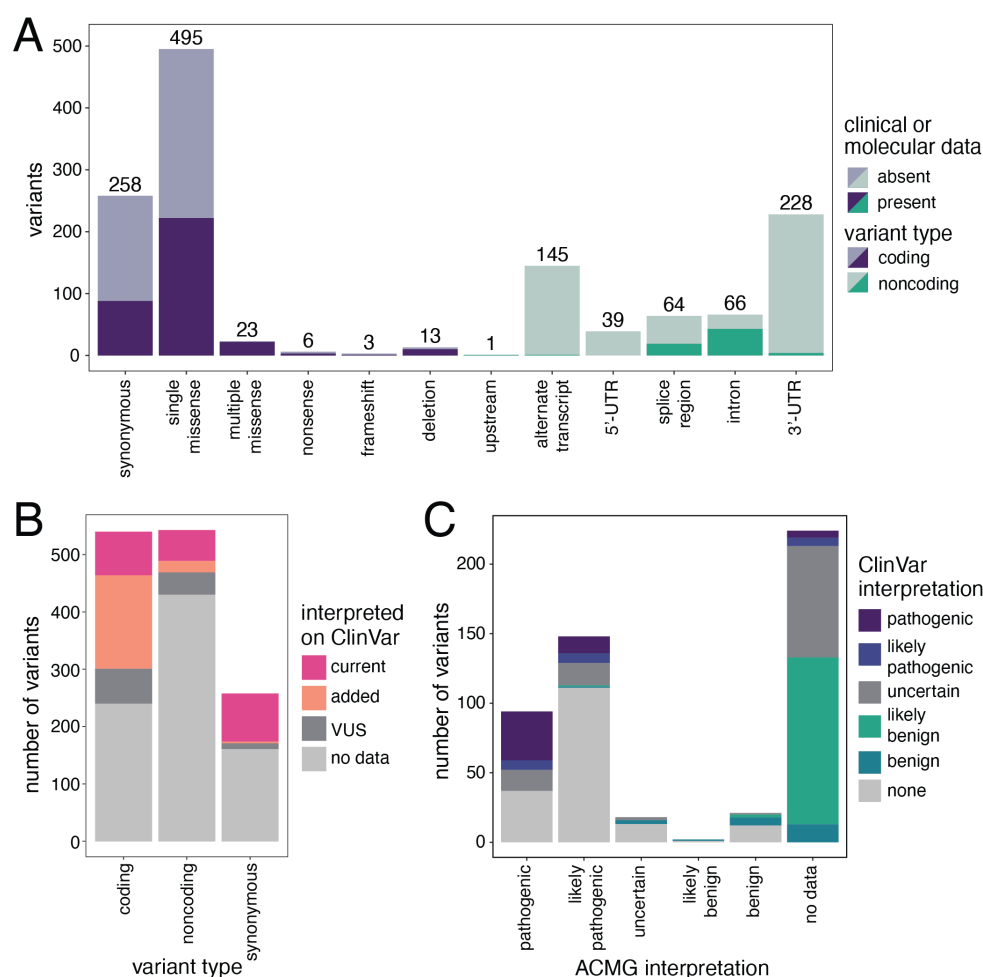 A
500
400
300
200
100
0
variants
258
495
23
6
3
13
1
145
39
64
66
228
synonymous
single
missense
multiple
missense
nonsense
frameshift
deletion
upstream
alternate
transcript
5'-UTR
splice
region
intron
3'-UTR
clinical or
molecular data
absent
present
variant type
coding
noncoding
B
500
400
300
200
100
0
number of variants
coding
noncoding
synonymous
variant type
interpreted
on ClinVar
current
added
VUS
no data
C
200
150
100
50
0
number of variants
pathogenic
likely
pathogenic
uncertain
likely
benign
benign
no data
ACMG interpretation
ClinVar
interpretation
pathogenic
likely
pathogenic
uncertain
likely
benign
benign
none